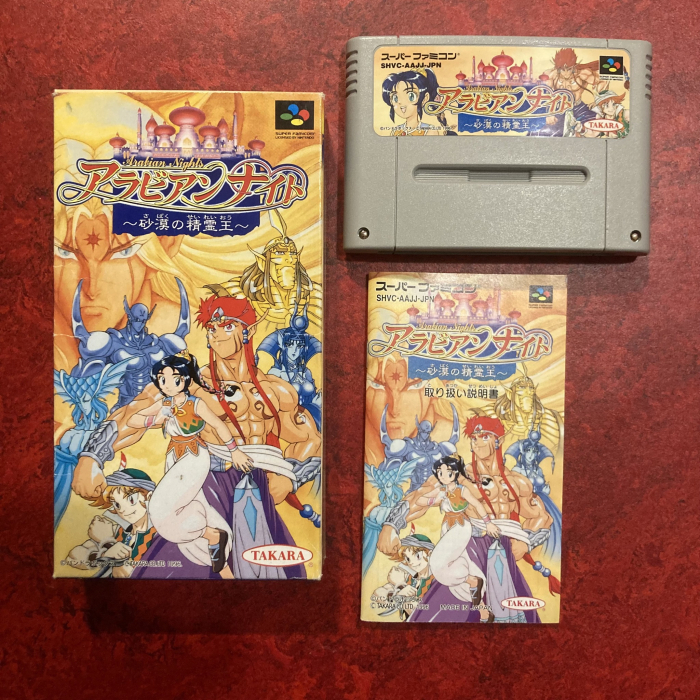 SUPER FAMICOM
Arabian Nights
アラビアンナイト
さばく せいれいおう
～砂漠の精霊王～
TAKARA
スーパーファミコン
SHVC-AAJJ-JPN
Arabian Nights
アラビアンナイト
～砂漠の精霊王～
TAKARA
スーパーファミコン
SHVC-AAJJ-JPN
Arabian Nights
アラビアンナイト
～砂漠の精霊王～
取り扱い説明書
MADE IN JAPAN
TAKARA